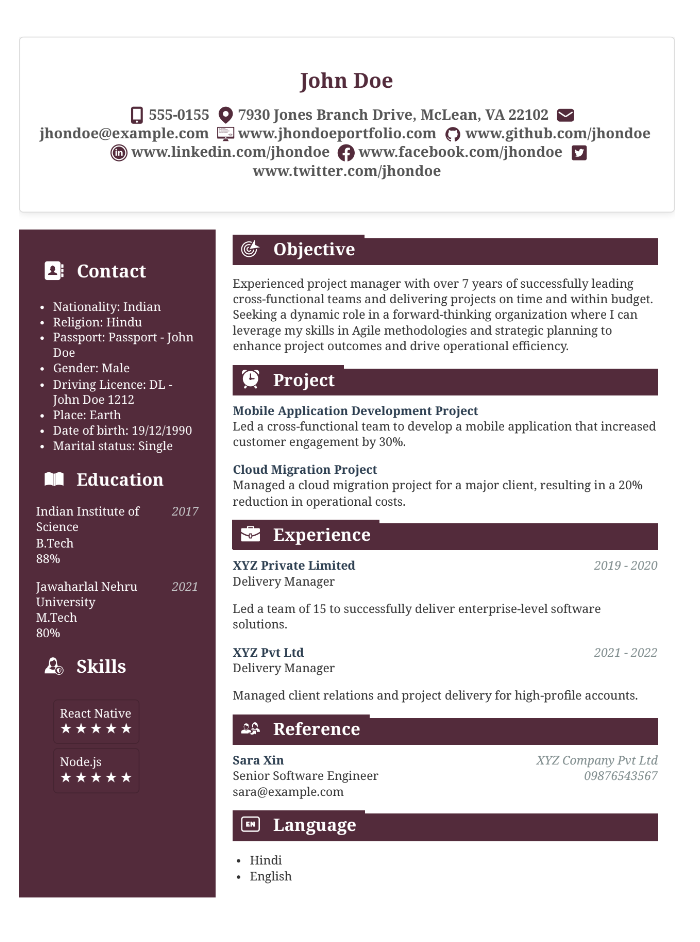 John Doe
555-0155 7930 Jones Branch Drive, McLean, VA 22102
jhondoe@example.com www.jhondoeportfolio.com www.github.com/jhondoe
www.linkedin.com/jhondoe www.facebook.com/jhondoe
www.twitter.com/jhondoe
Contact
• Nationality: Indian
• Religion: Hindu
• Passport: Passport - John
Doe
• Gender: Male
• Driving Licence: DL -
John Doe 1212
• Place: Earth
• Date of birth: 19/12/1990
• Marital status: Single
Education
Indian Institute of 2017
Science
B.Tech
88%
Jawaharlal Nehru 2021
University
M.Tech
80%
Skills
React Native
★★★★★
Node.js
★★★★★
Objective
Experienced project manager with over 7 years of successfully leading
cross-functional teams and delivering projects on time and within budget.
Seeking a dynamic role in a forward-thinking organization where I can
leverage my skills in Agile methodologies and strategic planning to
enhance project outcomes and drive operational efficiency.
Project
Mobile Application Development Project
Led a cross-functional team to develop a mobile application that increased
customer engagement by 30%.
Cloud Migration Project
Managed a cloud migration project for a major client, resulting in a 20%
reduction in operational costs.
Experience
XYZ Private Limited 2019 - 2020
Delivery Manager
Led a team of 15 to successfully deliver enterprise-level software
solutions.
XYZ Pvt Ltd 2021 - 2022
Delivery Manager
Managed client relations and project delivery for high-profile accounts.
Reference
Sara Xin XYZ Company Pvt Ltd
Senior Software Engineer 09876543567
sara@example.com
EN Language
• Hindi
• English